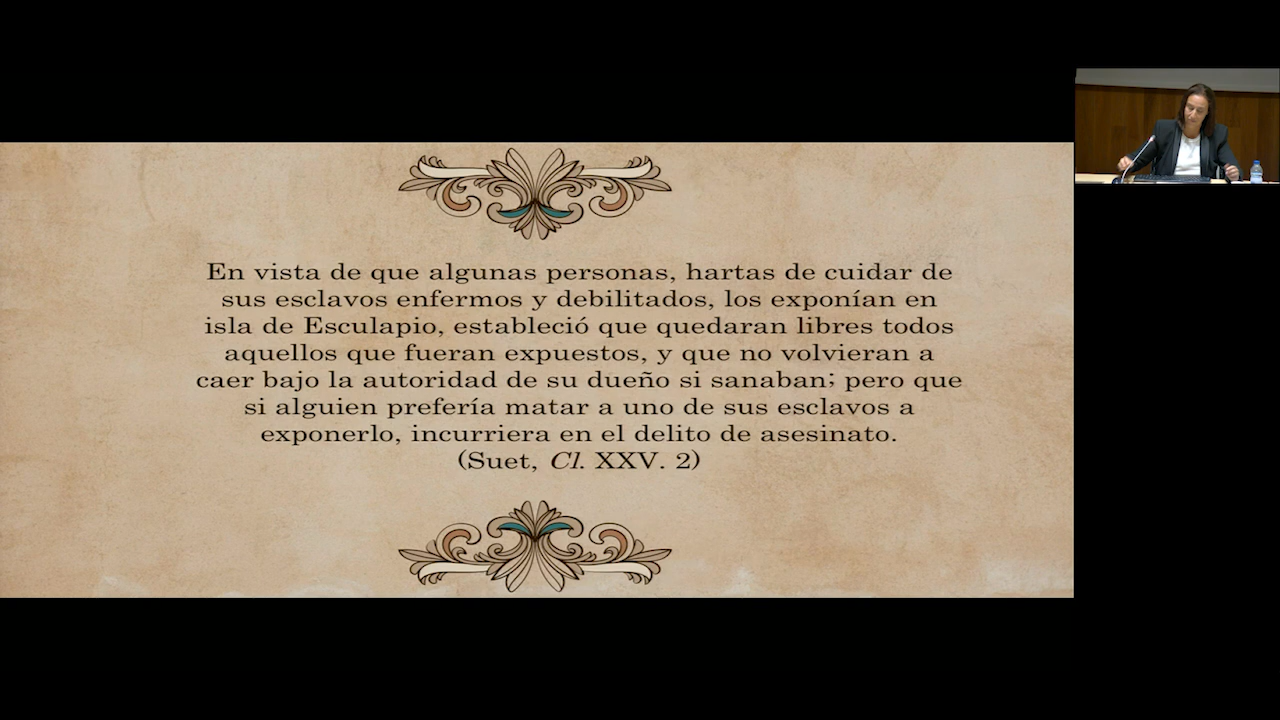 En vista de que algunas personas, hartas de cuidar de
sus esclavos enfermos y debilitados, los exponían en
isla de Esculapio, estableció que quedaran libres todos
aquellos que fueran expuestos, y que no volvieran a
caer bajo la autoridad de su dueño si sanaban; pero que
si alguien prefería matar a uno de sus esclavos a
exponerlo, incurriera en el delito de asesinato.
(Suet, Cl. XXV. 2)